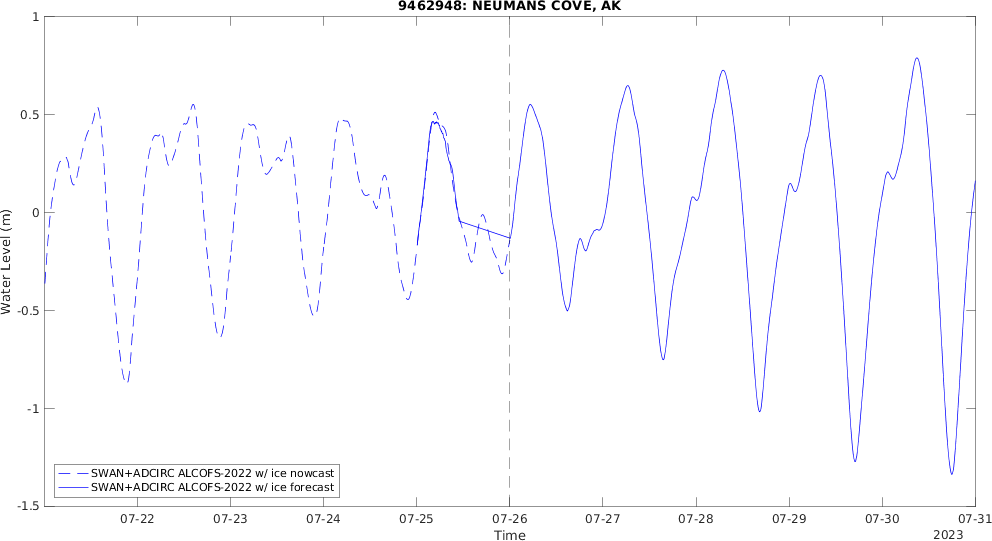 9462948: NEUMANS COVE, AK
1
0.5
0
-0.5
-1
-1.5
Water Level (m)
SWAN+ADCIRC ALCOFS-2022 w/ ice nowcast
SWAN+ADCIRC ALCOFS-2022 w/ ice forecast
07-22 07-23 07-24 07-25 07-26 07-27 07-28 07-29 07-30 07-31
Time
2023